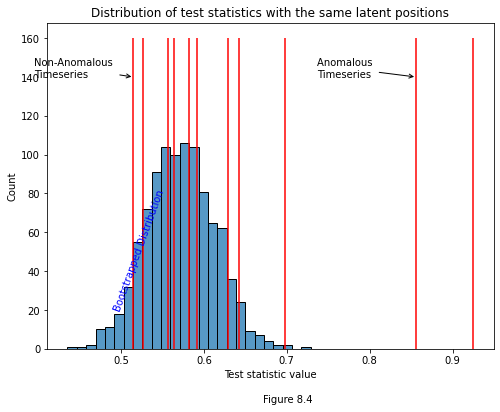 Distribution of test statistics with the same latent positions
160
140
120
100
80
60
40
20
0
Count
Non-Anomalous
Timeseries
Anomalous
Timeseries
Bootstrapped Distribution
0.5 0.6 0.7 0.8 0.9
Test statistic value
Figure 8.4